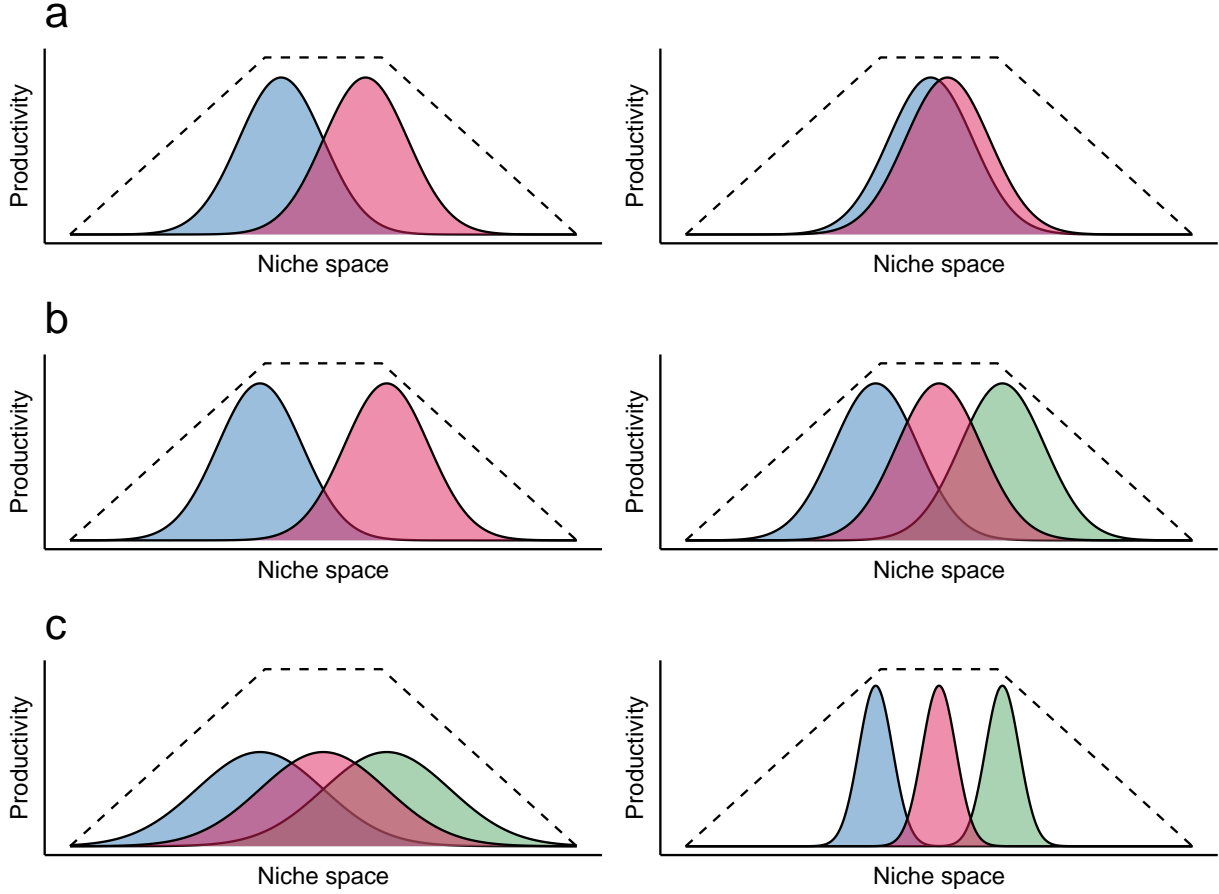 a
Productivity
Niche space
Productivity
Niche space
b
Productivity
Niche space
Productivity
Niche space
c
Productivity
Niche space
Productivity
Niche space